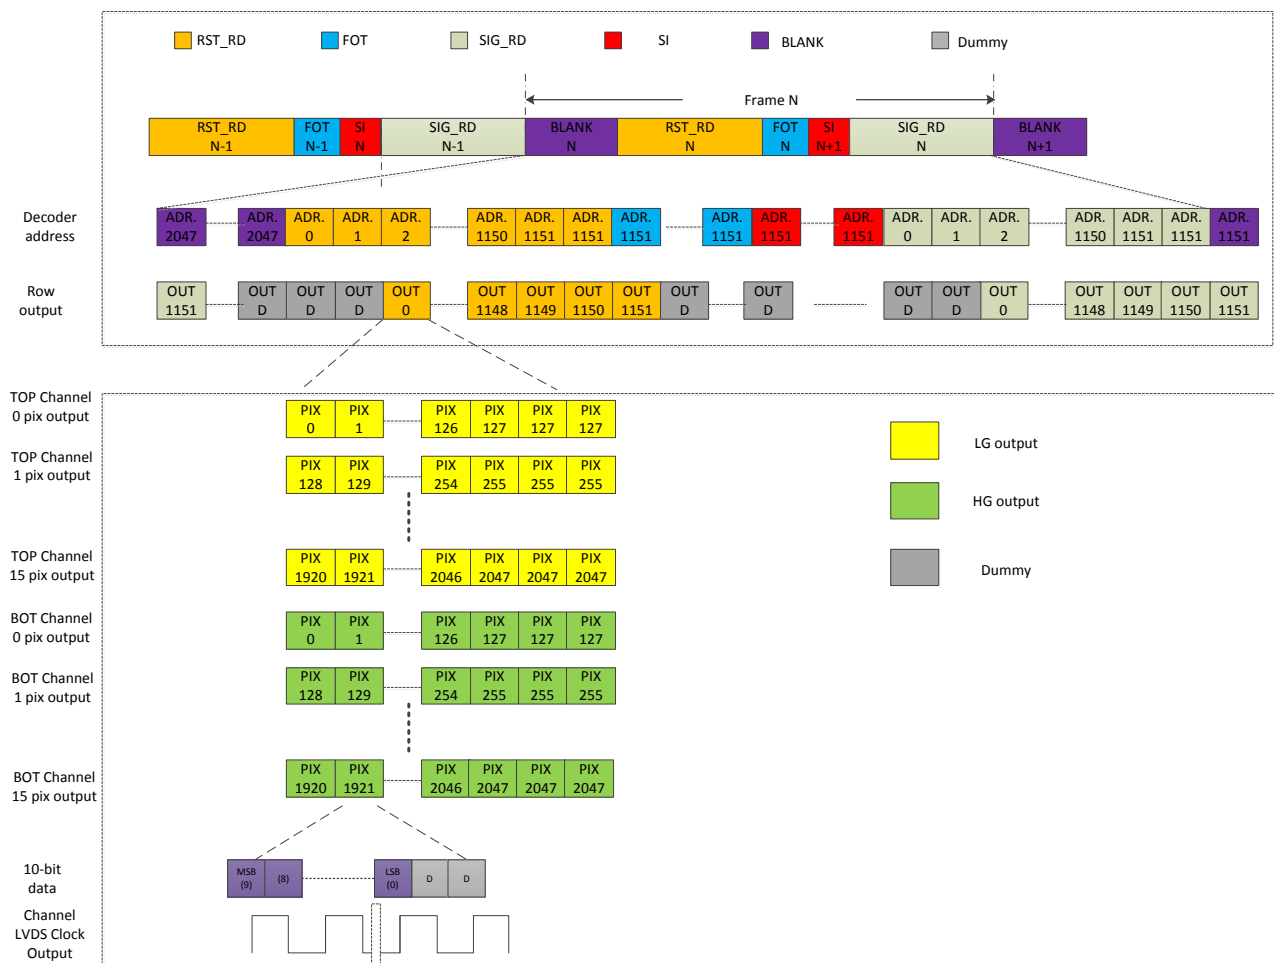 RST_RD FOT SIG_RD SI BLANK Dummy
Frame N
RST_RD FOT SI SIG_RD BLANK RST_RD FOT SI SIG_RD BLANK
N-1 N-1 N N-1 N N N N+1 N N+1
Decoder address
ADR. ADR. ADR. ADR. ADR. ADR. ADR. ADR. ADR. ADR. ADR. ADR. ADR. ADR. ADR. ADR. ADR. ADR. ADR.
2047 2047 0 1 2 1150 1151 1151 1151 1151 1151 1151 0 1 2 1150 1151 1151 1151
Row output
OUT OUT OUT OUT OUT OUT OUT OUT OUT OUT OUT OUT OUT OUT OUT OUT OUT OUT
1151 D D D 0 1148 1149 1150 1151 D D D D 0 1148 1149 1150 1151
TOP Channel
0 pix output
PIX PIX PIX PIX PIX PIX
0 1 126 127 127 127
TOP Channel
1 pix output
PIX PIX PIX PIX PIX PIX
128 129 254 255 255 255
TOP Channel
15 pix output
PIX PIX PIX PIX PIX PIX
1920 1921 2046 2047 2047 2047
BOT Channel
0 pix output
PIX PIX PIX PIX PIX PIX
0 1 126 127 127 127
BOT Channel
1 pix output
PIX PIX PIX PIX PIX PIX
128 129 254 255 255 255
BOT Channel
15 pix output
PIX PIX PIX PIX PIX PIX
1920 1921 2046 2047 2047 2047
LG output
HG output
Dummy
10-bit
data
MSB (8) LSB D D
(9) (0)
Channel
LVDS Clock
Output